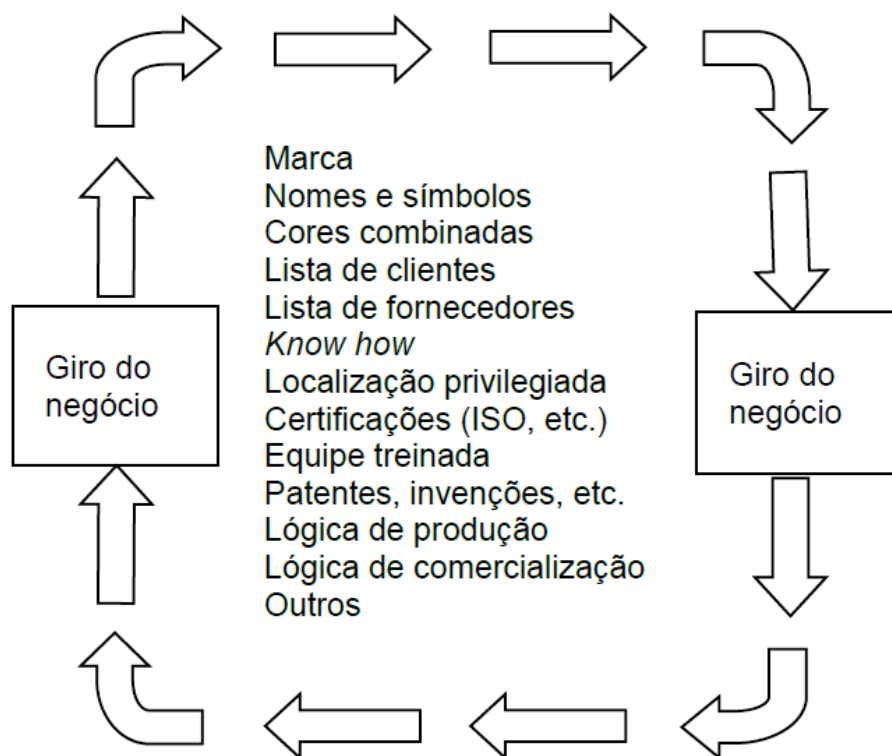 Marca
Nomes e símbolos
Cores combinadas
Lista de clientes
Lista de fornecedores
Know how
Localização privilegiada
Certificações (ISO, etc.)
Equipe treinada
Patentes, invenções, etc.
Lógica de produção
Lógica de comercialização
Outros
Giro do
negócio
Giro do
negócio